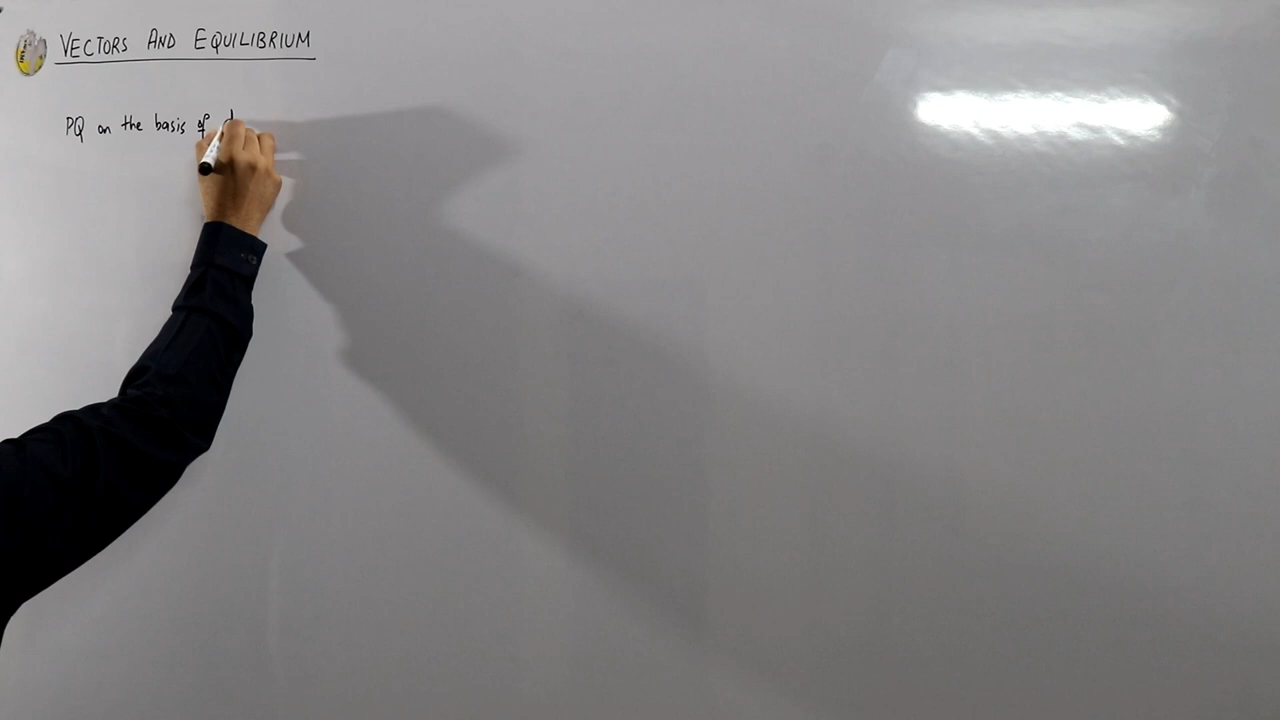 VECTORS AND EQUILIBRIUM
PQ on the basis of d